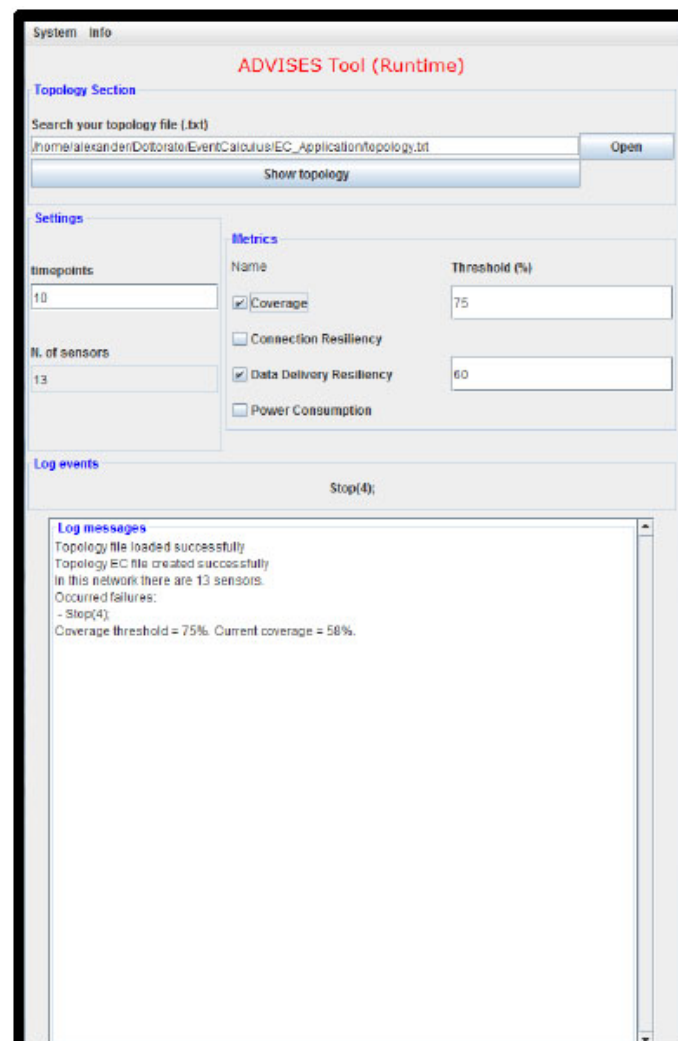 System Info
ADVISES Tool (Runtime)
Topology Section
Search your topology file (.txt)
/home/alexander/Dottorato/EventCalculus/EC_Application/topology.txt Open
Show topology
Settings
Metrics
timepoints Name Threshold (%)
10 Coverage 75
Connection Resiliency
N. of sensors
13 Data Delivery Resiliency 60
Power Consumption
Log events
Stop(4);
Log messages
Topology file loaded successfully
Topology EC file created successfully
In this network there are 13 sensors.
Occurred failures:
- Stop(4);
Coverage threshold = 75%. Current coverage = 58%.